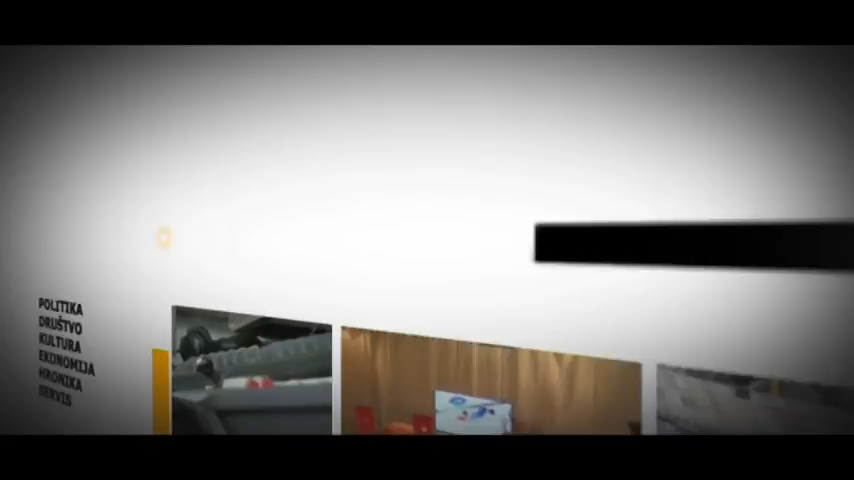 POLITIKA
DRUŠTVO
KULTURA
EKONOMIJA
HRONIKA
SERVIS